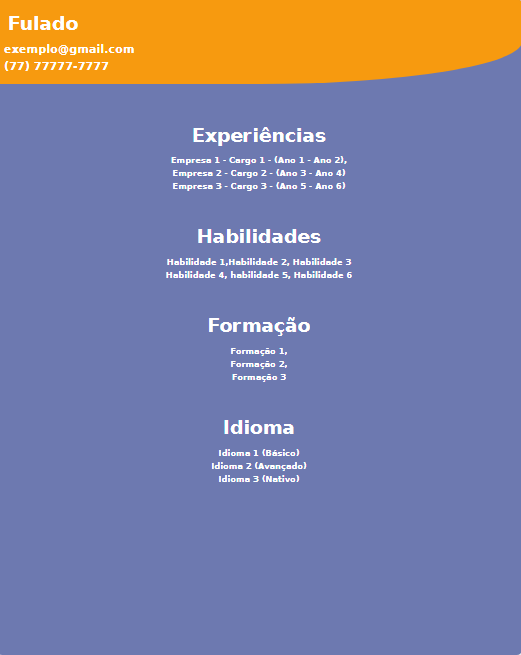 Fulado
exemplo@gmail.com
(77) 77777-7777
Experiências
Empresa 1 - Cargo 1 - (Ano 1 - Ano 2),
Empresa 2 - Cargo 2 - (Ano 3 - Ano 4)
Empresa 3 - Cargo 3 - (Ano 5 - Ano 6)
Habilidades
Habilidade 1,Habilidade 2, Habilidade 3
Habilidade 4, habilidade 5, Habilidade 6
Formação
Formação 1,
Formação 2,
Formação 3
Idioma
Idioma 1 (Básico)
Idioma 2 (Avançado)
Idioma 3 (Nativo)